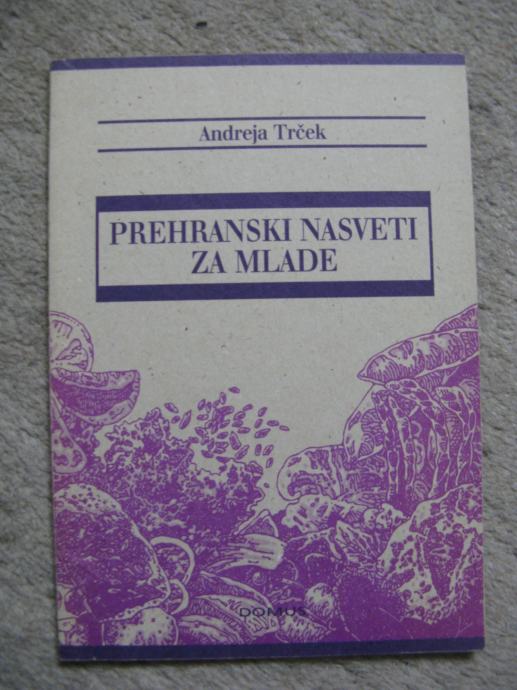 Andreja Trček
PREHRANSKI NASVETI
ZA MLADE
DOMUS